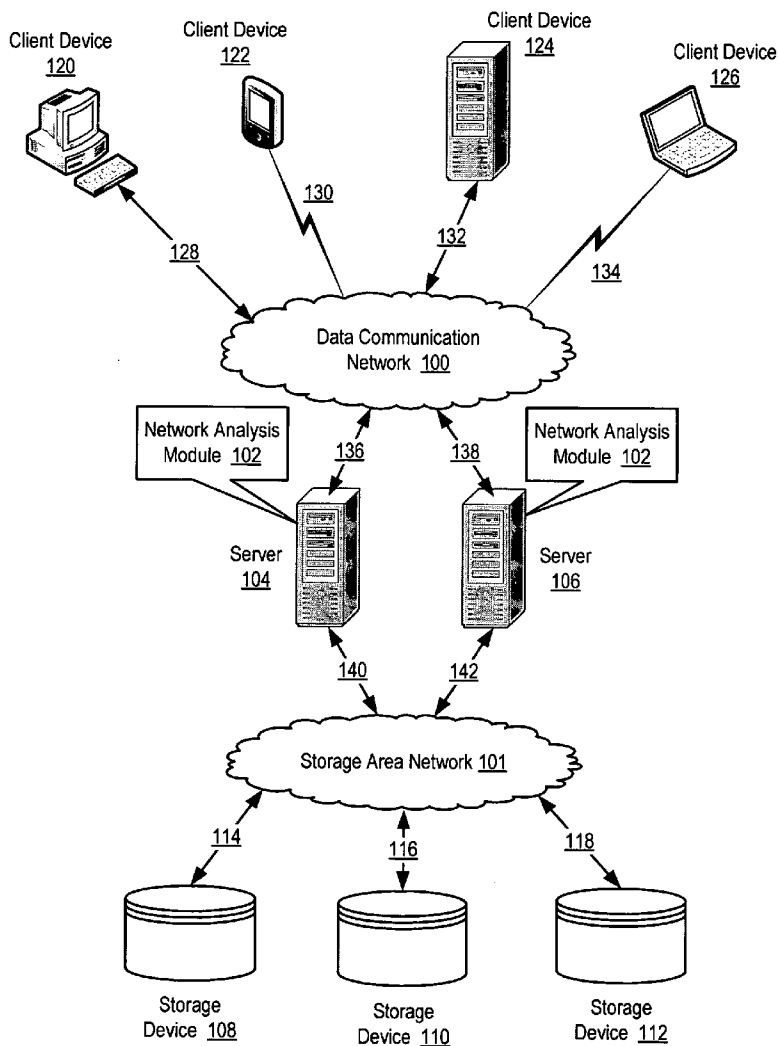 Client Device
120
Client Device
122
Client Device
124
Client Device
126
128
130
132
134
Data Communication
Network 100
Network Analysis
Module 102
136
138
Network Analysis
Module 102
Server
104
Server
106
140
142
Storage Area Network 101
114
116
118
Storage
Device 108
Storage
Device 110
Storage
Device 112